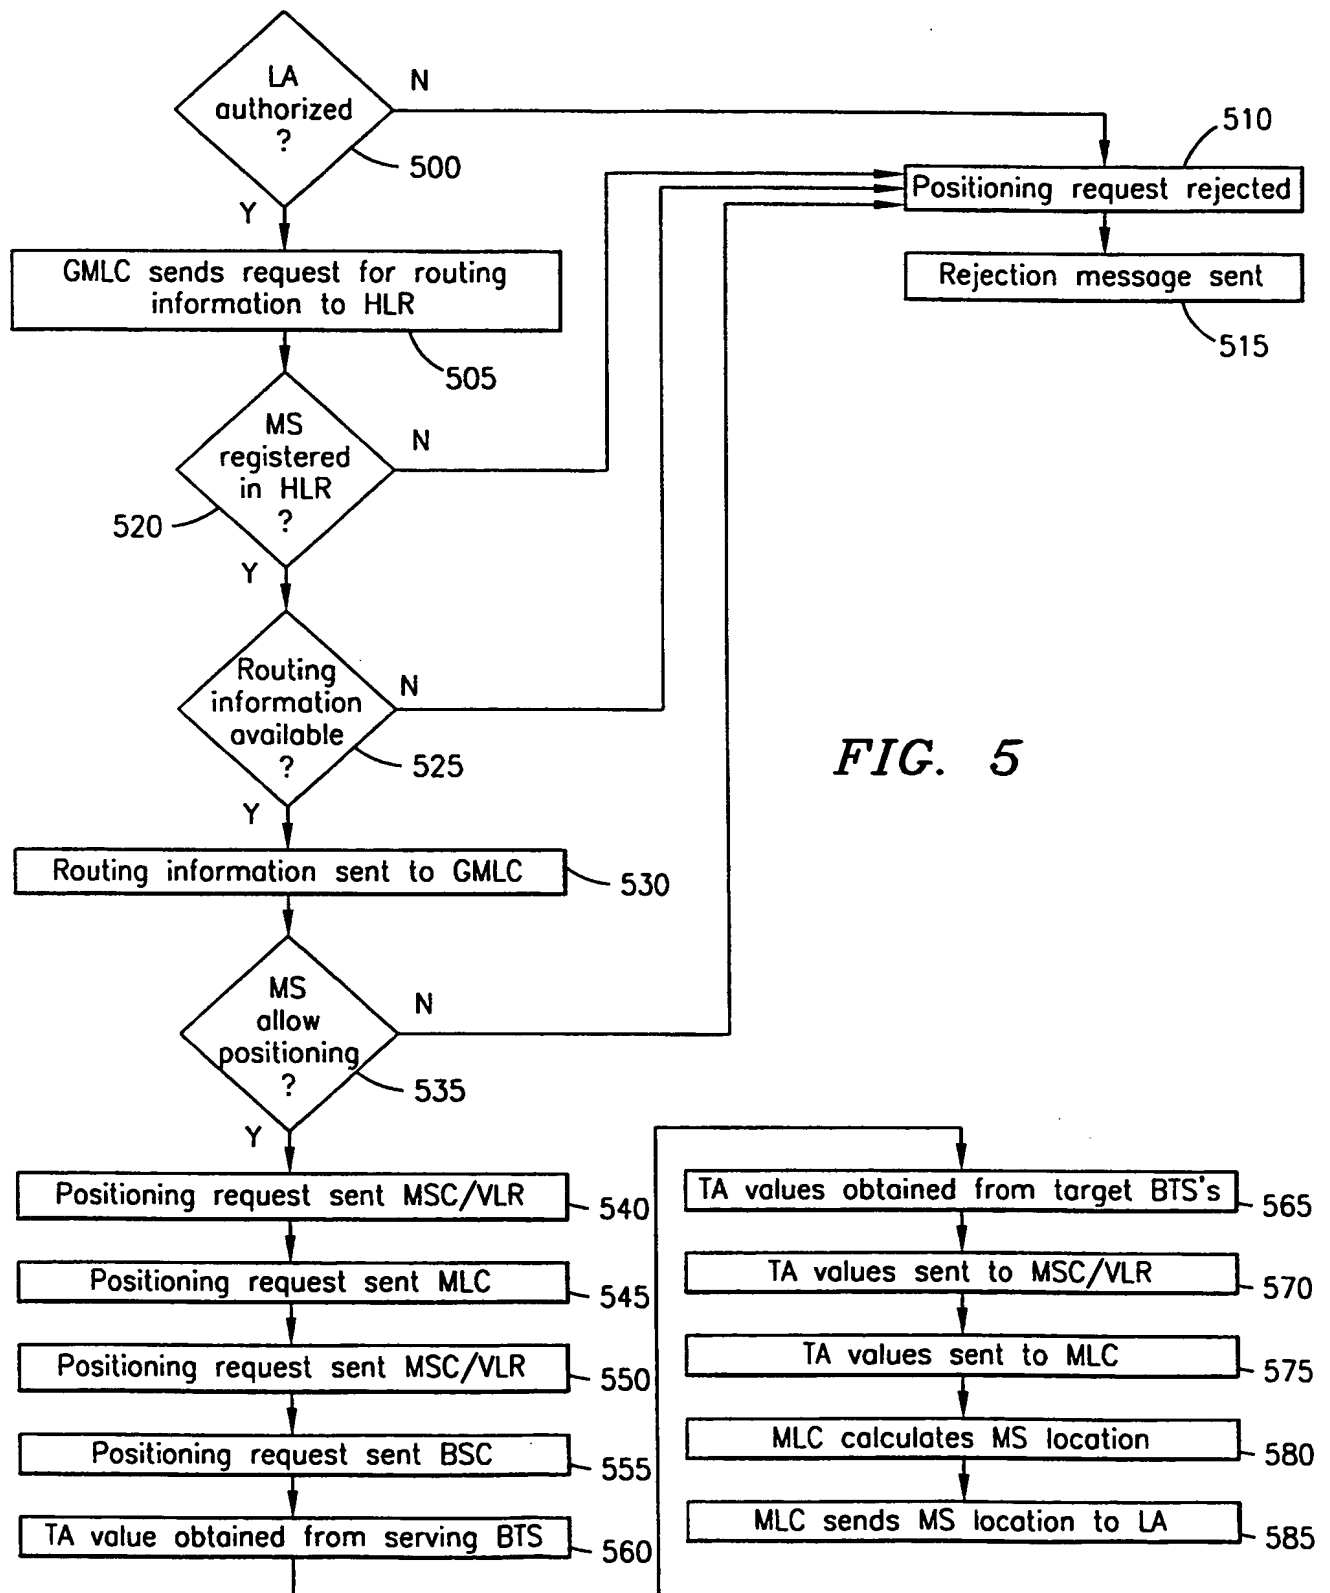 LA
authorized
?
N
500
Y
510
Positioning request rejected
Rejection message sent
515
GMLC sends request for routing
information to HLR
505
MS
registered
in HLR
?
N
520
Y
Routing
information
available
?
N
525
Y
FIG. 5
Routing information sent to GMLC
530
MS
allow
positioning
?
N
535
Y
Positioning request sent MSC/VLR
540
Positioning request sent MLC
545
Positioning request sent MSC/VLR
550
Positioning request sent BSC
555
TA value obtained from serving BTS
560
TA values obtained from target BTS's
565
TA values sent to MSC/VLR
570
TA values sent to MLC
575
MLC calculates MS location
580
MLC sends MS location to LA
585